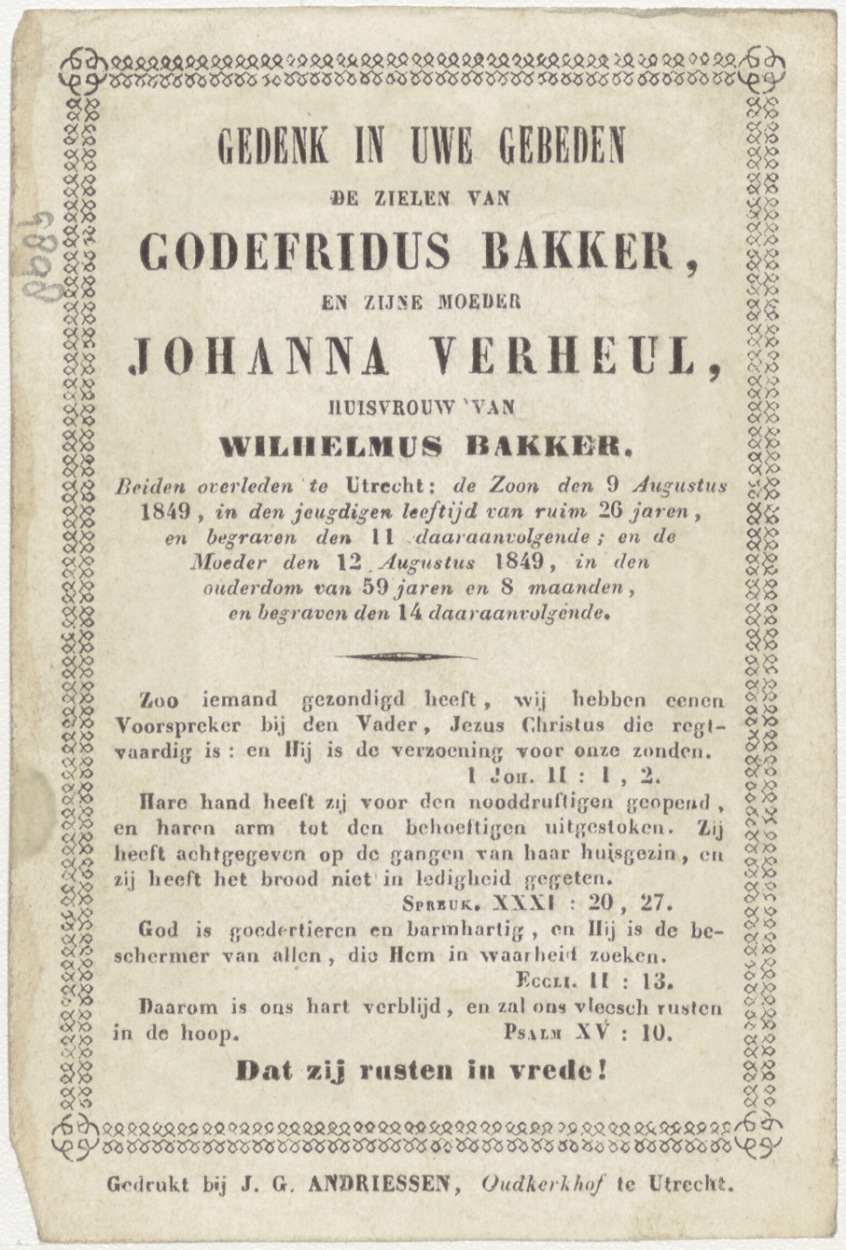 GEDENK IN UWE GEBEDEN
DE ZIELEN VAN
GODEFRIDUS BAKKER,
EN ZIJNE MOEDER
JOHANNA VERHEUL,
HUISVROUW VAN
WILHELMUS BAKKER.
Beiden overleden te Utrecht: de Zoon den 9 Augustus
1849, in den jeugdigen leeftijd van ruim 26 jaren,
en begraven den 11 daaraanvolgende; en de
Moeder den 12 Augustus 1849, in den
ouderdom van 59 jaren en 8 maanden,
en begraven den 14 daaraanvolgende.
Zoo iemand gezondigd heeft, wij hebben eenen
Voorspreker bij den Vader, Jezus Christus die regt-
vaardig is: en Hij is de verzoening voor onze zonden.
1 JOH. II : 1, 2.
Hare hand heeft zij voor den nooddruftigen geopend,
en haren arm tot den behoeftigen uitgestoken. Zij
heeft achtgegeven op de gangen van haar huisgezin, en
zij heeft het brood niet in ledigheid gegeten.
SPREUK. XXXI : 20, 27.
God is goedertieren en barmhartig, en Hij is de be-
schermer van allen, die Hem in waarheid zoeken.
ECCLI. II : 13.
Daarom is ons hart verblijd, en zal ons vleesch rusten
in de hoop. PSALM XV : 10.
Dat zij rusten in vrede!
Gedrukt bij J. G. ANDRIESSEN, Oudkerkhof te Utrecht.